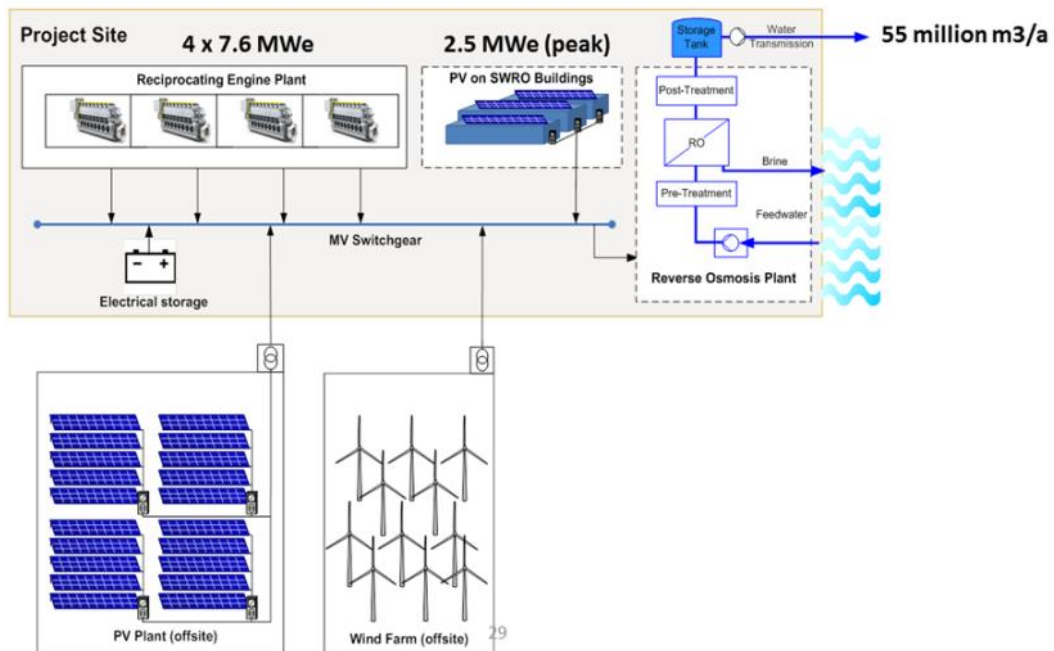 Project Site
4 x 7.6 MWe
2.5 MWe (peak)
Storage
Tank
Water
Transmission
55 million m3/a
Reciprocating Engine Plant
PV on SWRO Buildings
Post-Treatment
RO
Brine
Pre-Treatment
Feedwater
MV Switchgear
- +
Electrical storage
Reverse Osmosis Plant
PV Plant (offsite)
Wind Farm (offsite)
29